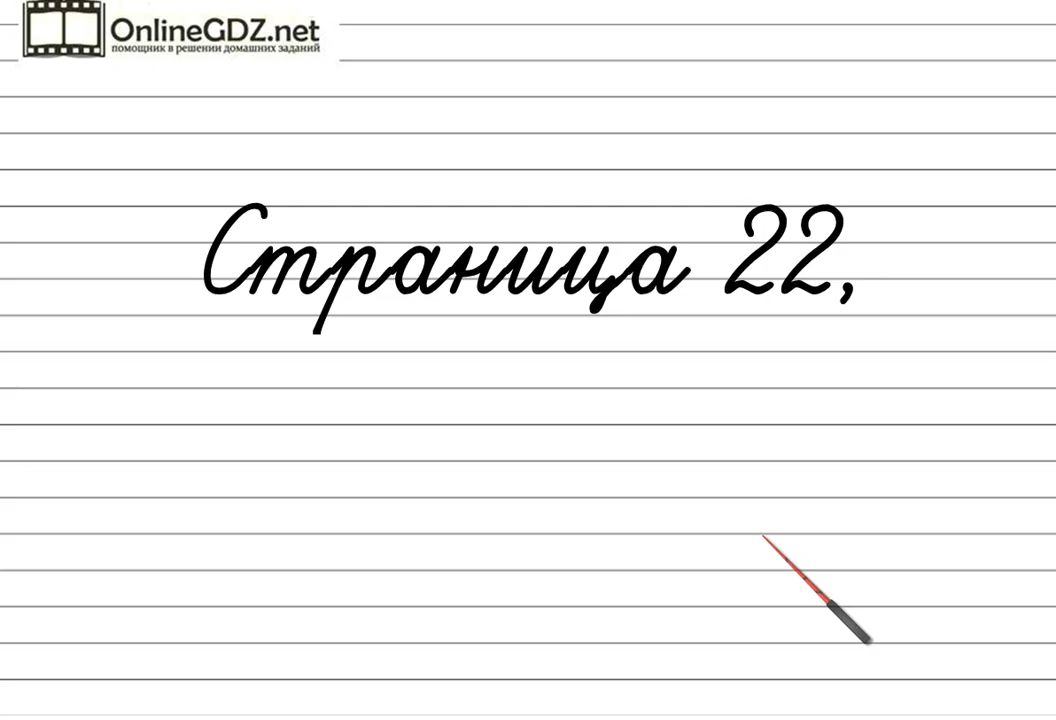 OnlineGDZ.net
помощник в решении домашних заданий
Страница 22,